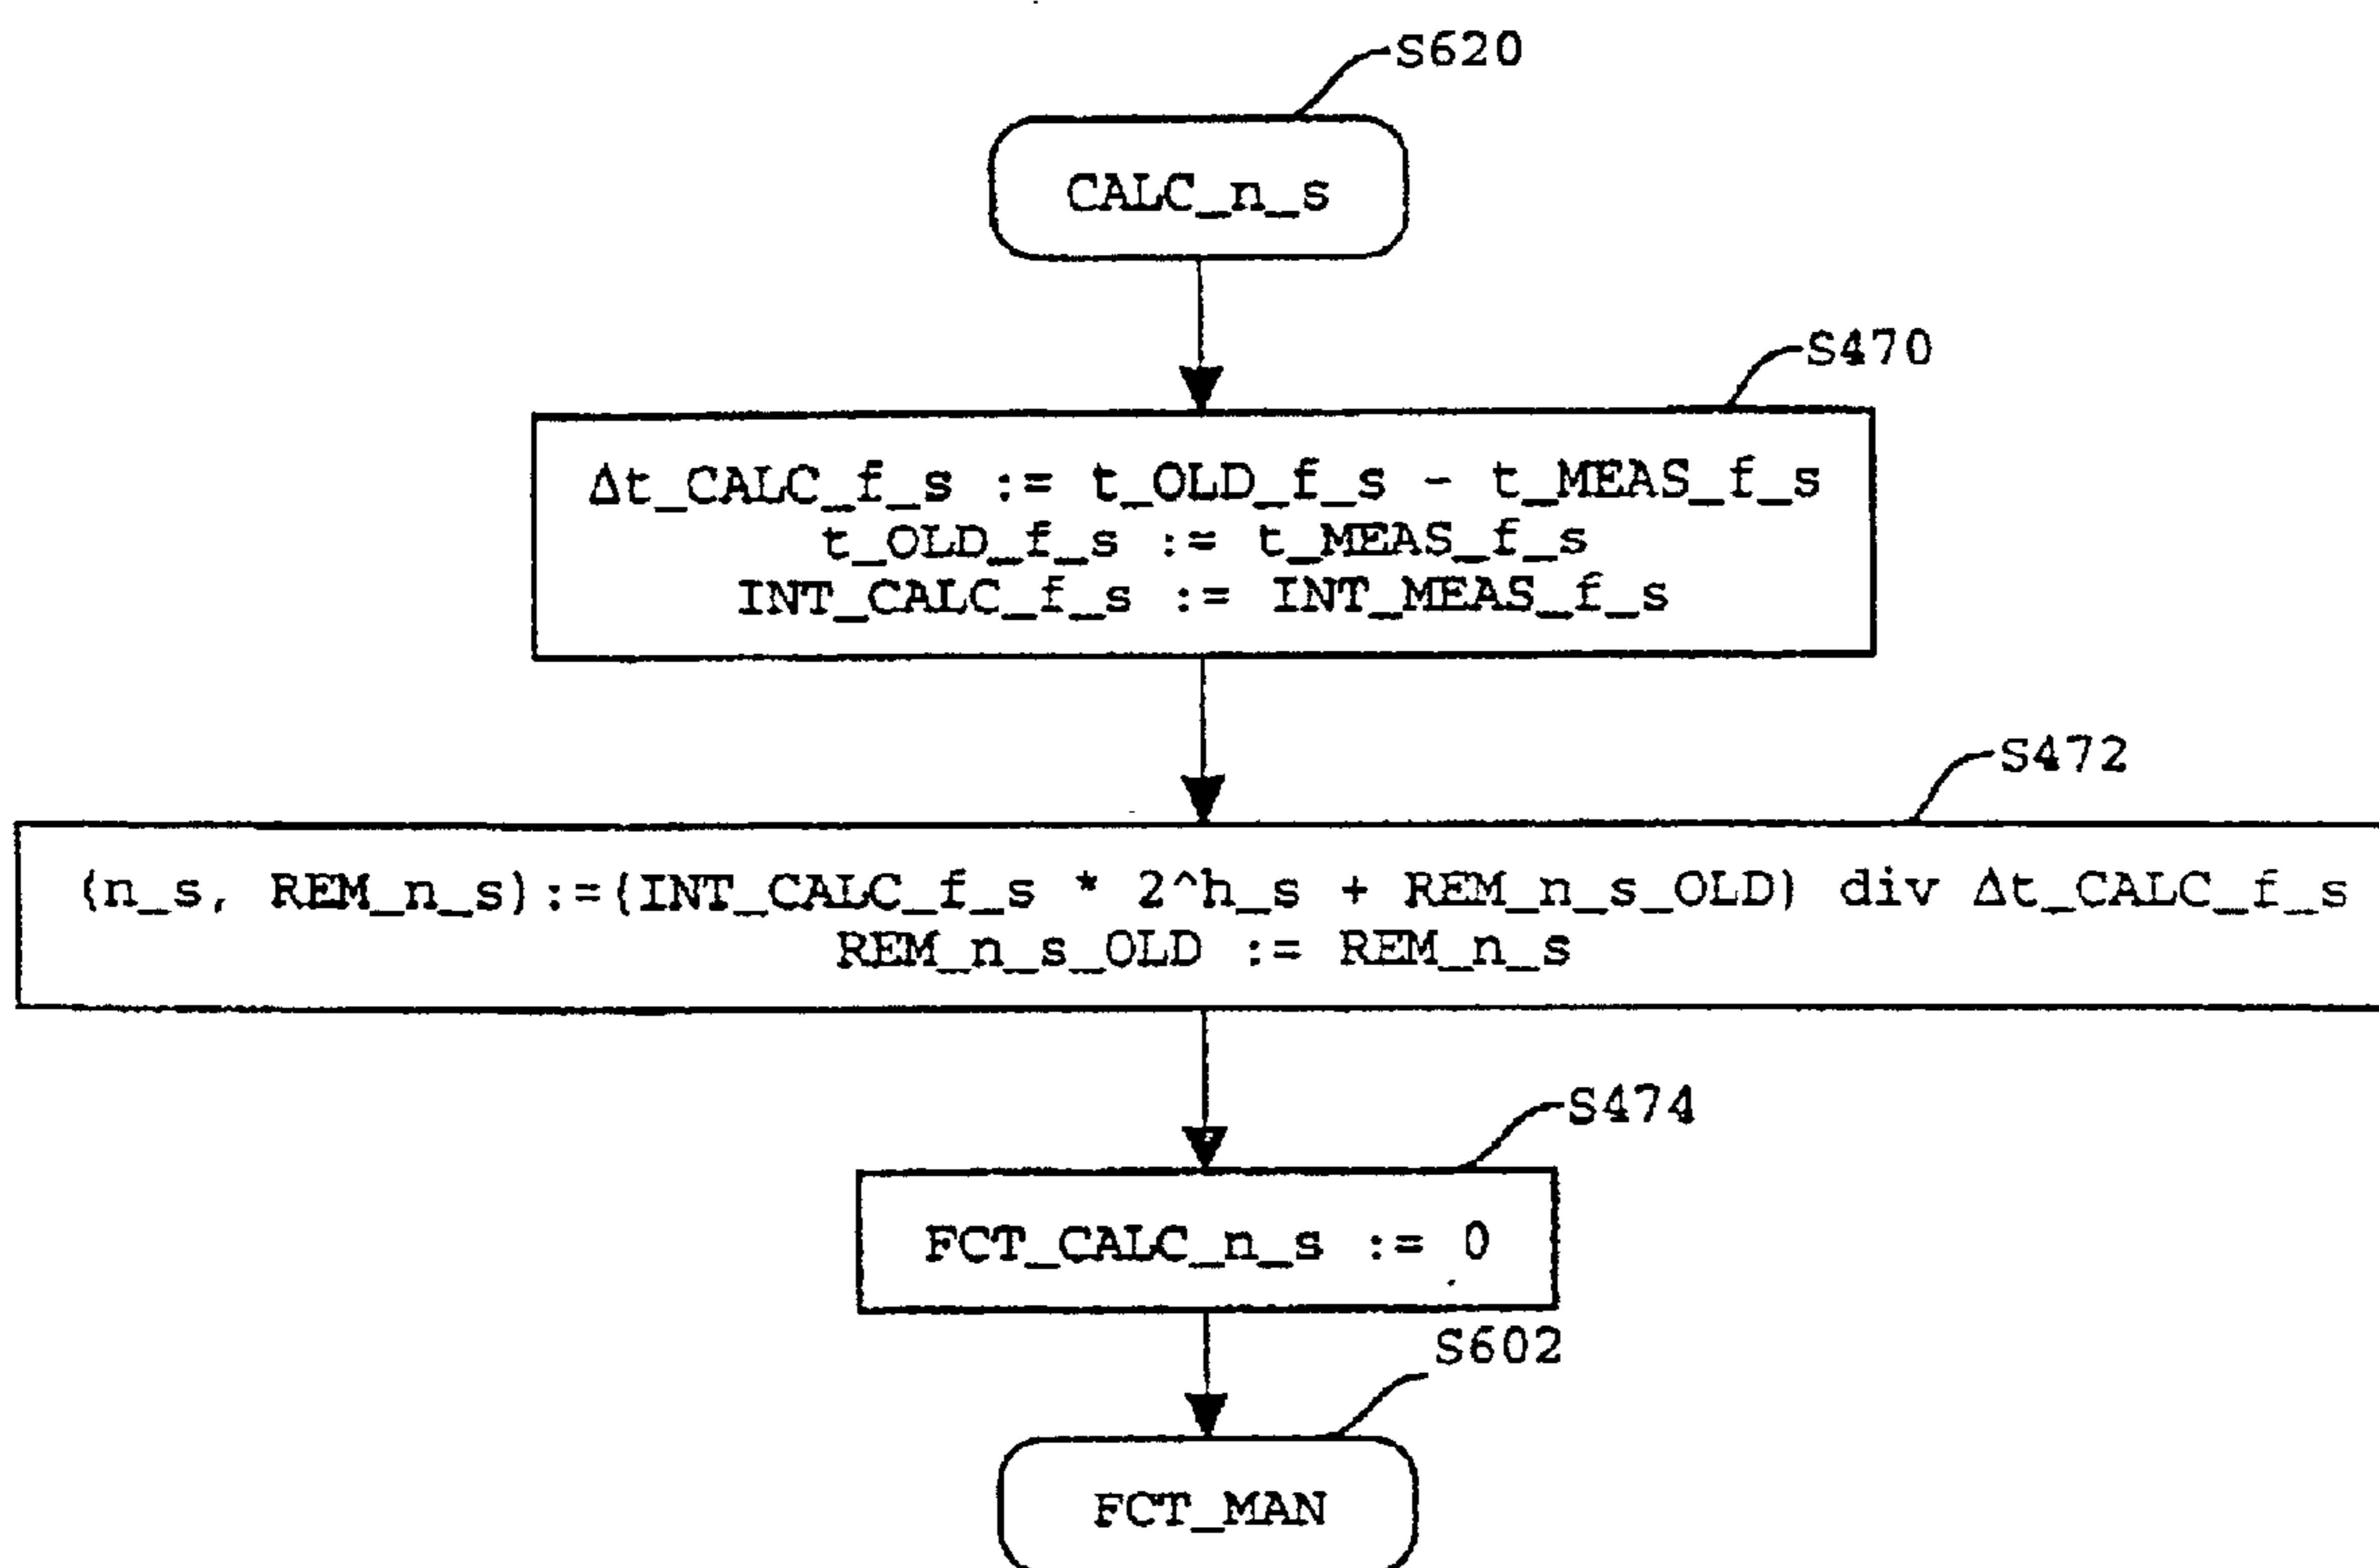 S620
CALC_n_s
S470
Δt_CALC_f_s := t_OLD_f_s - t_MEAS_f_s
t_OLD_f_s := t_MEAS_f_s
INT_CALC_f_s := INT_MEAS_f_s
S472
(n_s, REM_n_s):=(INT_CALC_f_s * 2^h_s + REM_n_s_OLD) div Δt_CALC_f_s
REM_n_s_OLD := REM_n_s
S474
FCT_CALC_n_s := 0
S602
FCT_MAN